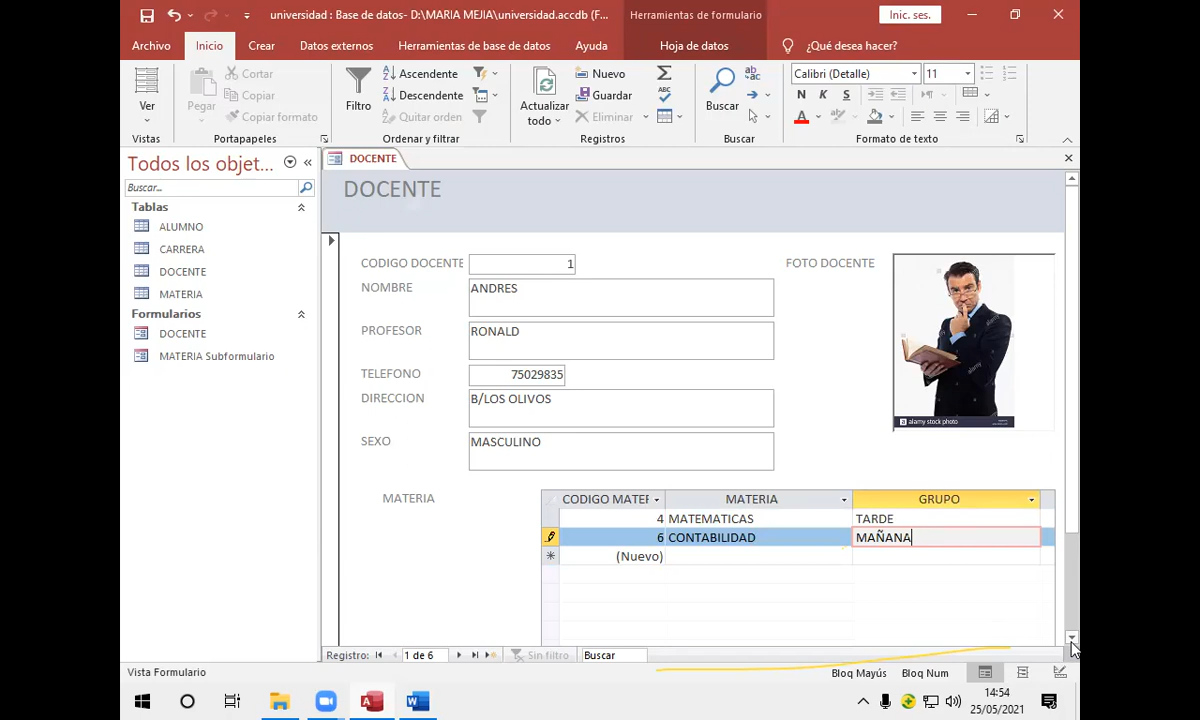 universidad : Base de datos- D:\MARIA MEJIA\universidad.accdb (F...
Herramientas de formulario
Inic. ses.
Archivo
Inicio
Crear
Datos externos
Herramientas de base de datos
Ayuda
Hoja de datos
¿Qué desea hacer?
Ver
Pegar
Cortar
Copiar
Copiar formato
Filtro
Ascendente
Descendente
Quitar orden
Actualizar todo
Nuevo
Guardar
Eliminar
Buscar
Calibri (Detalle)
11
N K S
Vistas
Portapapeles
Ordenar y filtrar
Registros
Buscar
Formato de texto
Todos los objet...
Buscar...
Tablas
ALUMNO
CARRERA
DOCENTE
MATERIA
Formularios
DOCENTE
MATERIA Subformulario
DOCENTE
DOCENTE
CODIGO DOCENTE 1
NOMBRE ANDRES
PROFESOR RONALD
TELEFONO 75029835
DIRECCION B/LOS OLIVOS
SEXO MASCULINO
FOTO DOCENTE
alamy stock photo
MATERIA
CODIGO MATER MATERIA GRUPO
4 MATEMATICAS TARDE
6 CONTABILIDAD MAÑANA
(Nuevo)
Registro: 1 de 6 Sin filtro Buscar
Vista Formulario
Bloq Mayús Bloq Num
14:54
25/05/2021